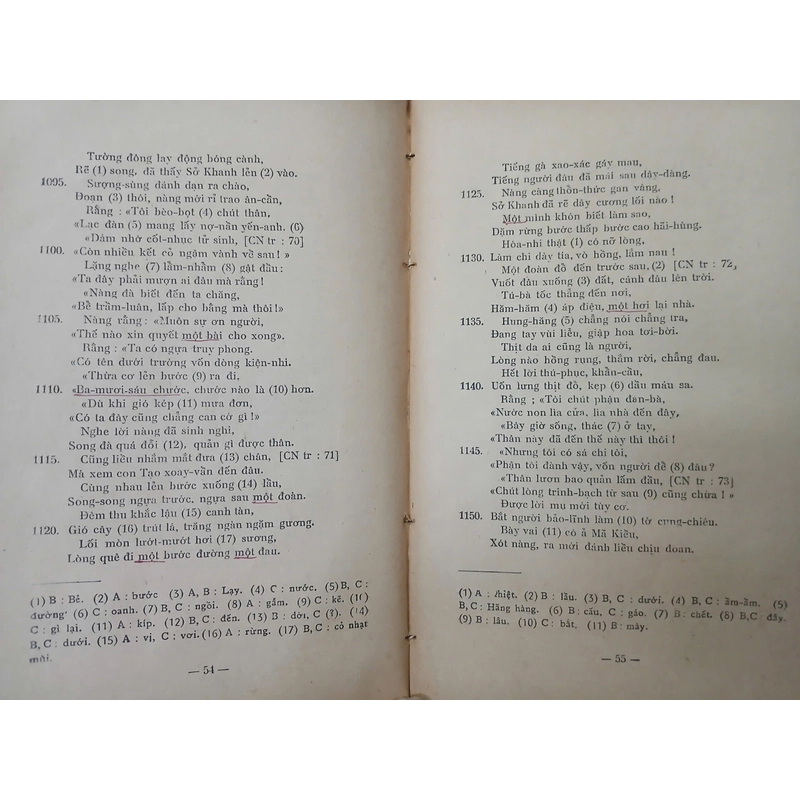 Tường đông lay động bóng cành,
Rẽ (1) song, đã thấy Sở Khanh lẻn (2) vào.
1095. Sượng-sùng đánh dạn ra chào,
Đoạn (3) thôi, nàng mới rỉ trao ân-cần,
Rằng : «Tôi bèo-bọt (4) chút thân,
«Lạc đàn (5) mang lấy nợ nần yến-anh. (6)
«Dám nhờ cốt-nhục tử sinh, [CN tr : 70]
1100. «Còn nhiều kết cỏ ngậm vành về sau ! »
Lặng nghe (7) lẩm-nhẩm (8) gật đầu:
«Ta đây phải mượn ai đâu mà rằng !
«Nàng đà biết đến ta chăng,
«Bể trầm-luân, lấp cho bằng mà thôi !»
1105. Nàng rằng: «Muôn sự ơn người,
«Thế nào xin quyết một bài cho xong».
Rằng : «Ta có ngựa truy phong.
«Có tên dưới trướng vốn dòng kiện-nhi.
«Thừa cơ lẻn bước (9) ra đi,
1110. «Ba-mươi-sáu chước, chước nào là (10) hơn.
«Dù khi gió kép (11) mưa đơn,
«Có ta đây cũng chẳng can cớ gì !»
Nghe lời nàng đã sinh nghi,
Song đà quá đỗi (12), quản gì được thân.
1115. Cũng liều nhắm mắt đưa (13) chân, [CN tr : 71]
Mà xem con Tạo xoay-vần đến đâu.
Cùng nhau lẻn bước xuống (14) lầu,
Song-song ngựa trước, ngựa sau một đoàn.
Đêm thu khắc lậu (15) canh tàn,
1120. Gió cây (16) trút lá, trăng ngàn ngậm gương.
Lối mòn lướt-mướt hơi (17) sương,
Lòng quê đi một bước đường một đau.
(1) B : Bẻ. (2) A : bước (3) A, B : Lạy. (4) C : nước. (5) B, C :
đường (6) C : oanh. (7) B, C : ngồi. (8) A : gẫm. (9) C : kẽ. (10)
C : gì lại. (11) A : kíp. (12) B, C : đến. (13) B : dời, C (?). (14)
B, C : dưới. (15) A : vị, C : vơi. (16) A : rừng. (17) B, C : cỏ nhạt
mùi.
— 54 —
Tiếng gà xao-xác gáy mau,
Tiếng người đâu đã mái sau dậy-dàng.
1125. Nàng càng thổn-thức gan vàng,
Sở Khanh đã rẽ dây cương lối nào !
Một mình khôn biết làm sao,
Dặm rừng bước thấp bước cao hãi-hùng.
Hóa-nhi thật (1) có nỡ lòng,
1130. Làm chi dày tía, vò hồng, lắm nau !
Một đoàn đổ đến trước sau, (2) [CN tr : 72,
Vuốt đâu xuống (3) đất, cánh đâu lên trời.
Tú-bà tốc thẳng đến nơi,
Hăm-hăm (4) áp điệu, một hơi lại nhà.
1135. Hung-hăng (5) chẳng nói chẳng tra,
Đang tay vùi liễu, giập hoa tơi-bời.
Thịt da ai cũng là người,
Lòng nào hồng rụng, thắm rời, chẳng đau.
Hết lời thú-phục, khẩn-cầu,
1140. Uốn lưng thịt đổ, kẹp (6) dầu máu sa.
Rằng ; «Tôi chút phận đàn-bà,
«Nước non lìa cửa, lìa nhà đến đây,
«Bây giờ sống, thác (7) ở tay,
«Thân này đã đến thế này thì thôi !
1145. «Nhưng tôi có sá chi tôi,
«Phận tôi đành vậy, vốn người để (8) đâu ?
«Thân lươn bao quản lấm đầu, [CN tr : 73]
«Chút lòng trinh-bạch từ sau (9) cũng chừa ! »
Được lời mụ mới tùy cơ.
1150. Bắt người bảo-lĩnh làm (10) tờ cung-chiêu.
Bày vai (11) có ả Mã Kiều,
Xót nàng, ra mới đánh liều chịu đoan.
(1) A : /hiệt. (2) B : lầu. (3) B, C : dưới. (4) B, C : ầm-ầm. (5)
B, C : Hăng hàng. (6) B : cẩu, C : gáo. (7) B : chết. (8) B,C : đây.
(9) B : lâu. (10) C : bắt. (11) B : mày.
— 55 —